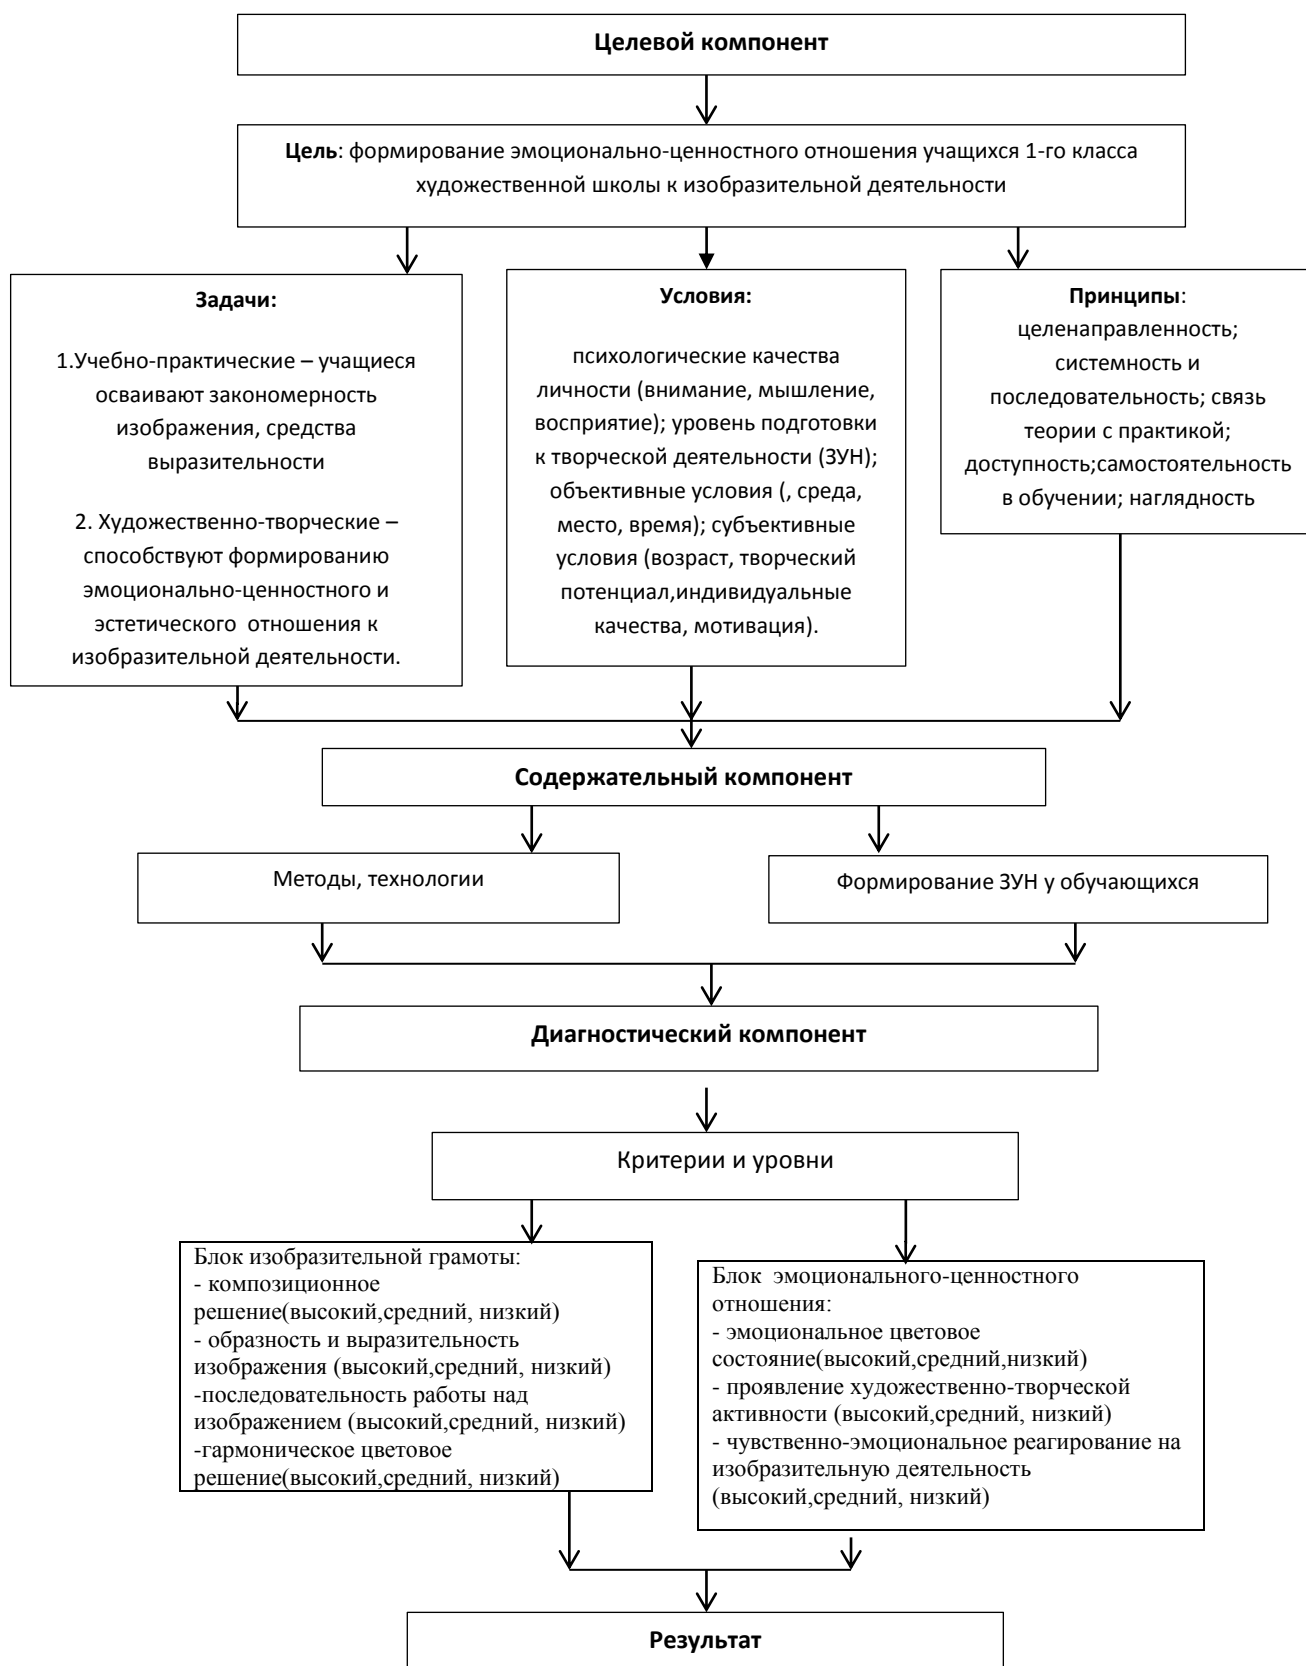 Целевой компонент
Цель: формирование эмоционально-ценностного отношения учащихся 1-го класса
художественной школы к изобразительной деятельности
Задачи:
1.Учебно-практические – учащиеся
осваивают закономерность
изображения, средства
выразительности
2. Художественно-творческие –
способствуют формированию
эмоционально-ценностного и
эстетического  отношения к
изобразительной деятельности.
Условия:
психологические качества
личности (внимание, мышление,
восприятие); уровень подготовки
к творческой деятельности (ЗУН);
объективные условия (, среда,
место, время); субъективные
условия (возраст, творческий
потенциал,индивидуальные
качества, мотивация).
Принципы:
целенаправленность;
системность и
последовательность; связь
теории с практикой;
доступность;самостоятельность
в обучении; наглядность
Содержательный компонент
Методы, технологии
Формирование ЗУН у обучающихся
Диагностический компонент
Критерии и уровни
Блок изобразительной грамоты:
- композиционное
решение(высокий,средний, низкий)
- образность и выразительность
изображения (высокий,средний, низкий)
-последовательность работы над
изображением (высокий,средний, низкий)
-гармоническое цветовое
решение(высокий,средний, низкий)
Блок  эмоционального-ценностного
отношения:
- эмоциональное цветовое
состояние(высокий,средний,низкий)
- проявление художественно-творческой
активности (высокий,средний, низкий)
- чувственно-эмоциональное реагирование на
изобразительную деятельность
(высокий,средний, низкий)
Результат